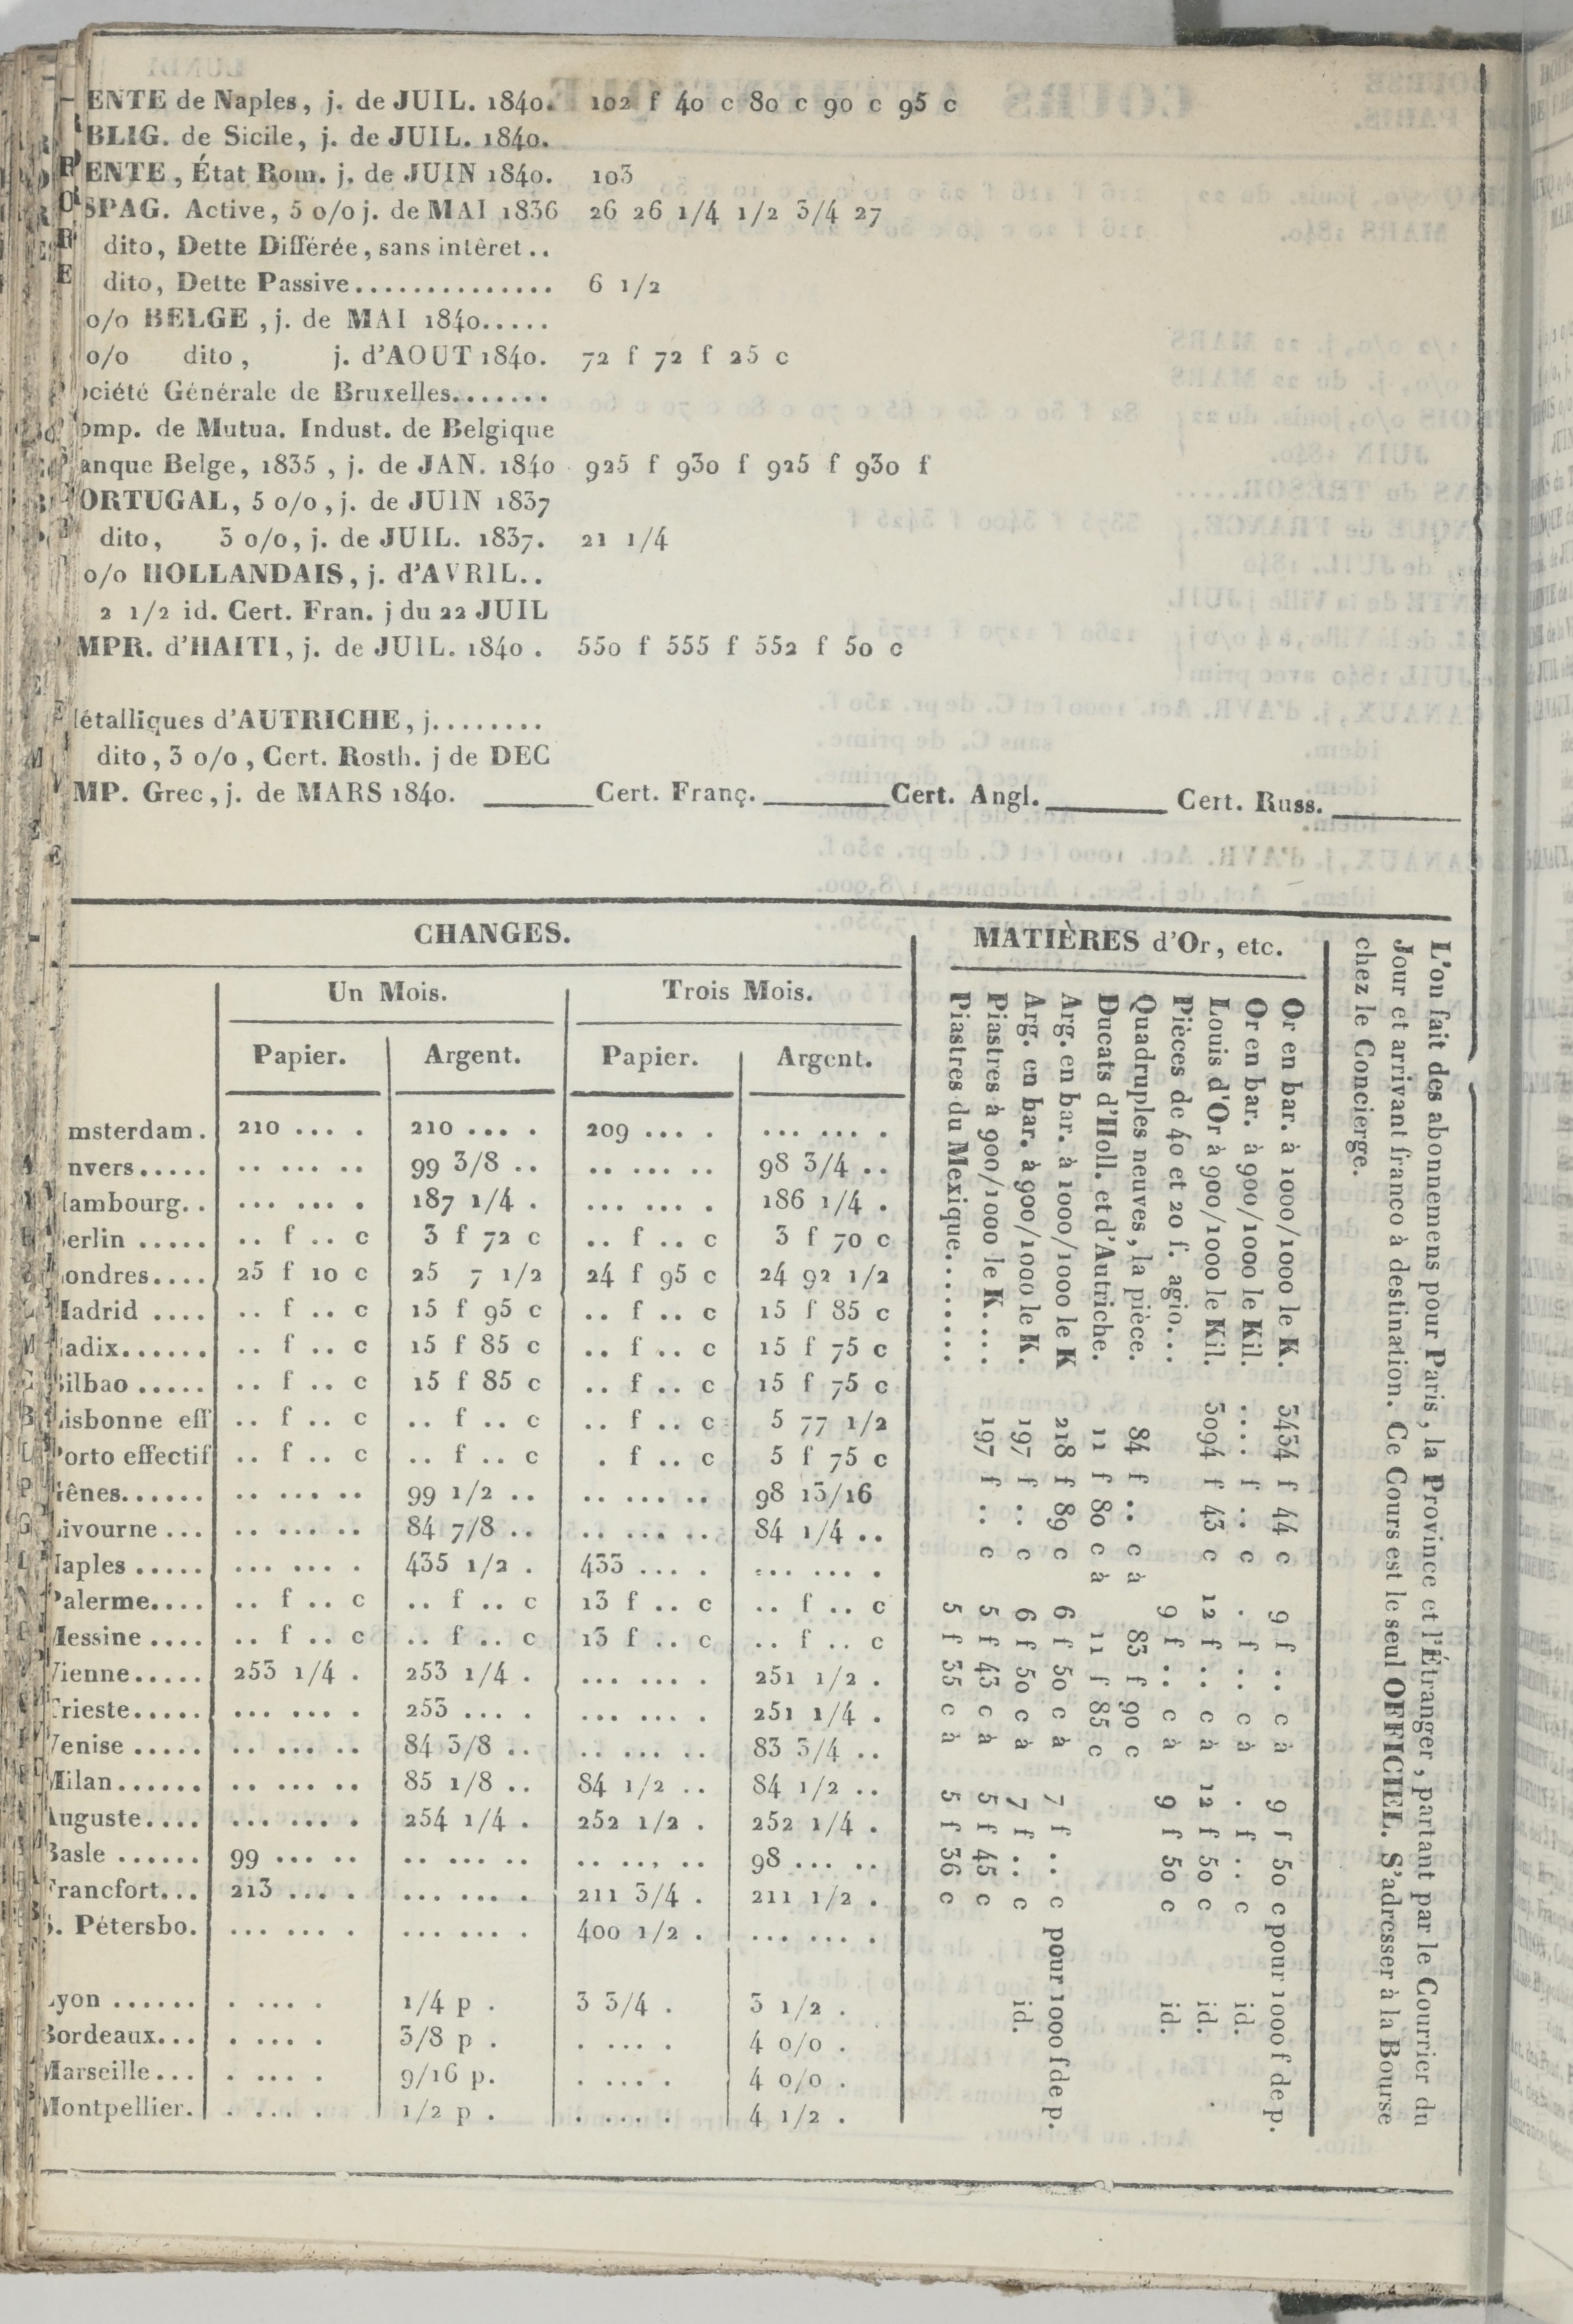 ENTE de Naples, j. de JUIL. 1840. 102 f 40 c 80 c 90 c 95 c
BLIG. de Sicile, j. de JUIL. 1840.
ENTE, État Rom. j. de JUIN 1840. 103
SPAG. Active, 5 o/o j. de MAI 1836 26 26 1/4 1/2 3/4 27
dito, Dette Différée, sans intêret..
dito, Dette Passive.............. 6 1/2
o/o BELGE, j. de MAI 1840.....
o/o dito, j. d'AOUT 1840. 72 f 72 f 25 c
ociété Générale de Bruxelles.......
omp. de Mutua. Indust. de Belgique
anque Belge, 1835, j. de JAN. 1840 925 f 930 f 925 f 930 f
ORTUGAL, 5 o/o, j. de JUIN 1837
dito, 3 o/o, j. de JUIL. 1837. 21 1/4
o/o HOLLANDAIS, j. d'AVRIL..
2 1/2 id. Cert. Fran. j du 22 JUIL
MPR. d'HAITI, j. de JUIL. 1840. 550 f 555 f 552 f 50 c
létalliques d'AUTRICHE, j........
dito, 3 o/o, Cert. Rosth. j de DEC
MP. Grec, j. de MARS 1840. ______ Cert. Franç. ______ Cert. Angl. ______ Cert. Russ. ______
CHANGES.
Un Mois. Trois Mois.
Papier. Argent. Papier. Argent.
msterdam. 210 ... . 210 ... . 209 ... . ... ... .
nvers..... .. ... .. 99 3/8 .. .. ... .. 98 3/4 ..
ambourg.. ... ... . 187 1/4 . ... ... . 186 1/4 .
erlin ..... .. f .. c 3 f 72 c .. f .. c 3 f 70 c
ondres.... 25 f 10 c 25 7 1/2 24 f 95 c 24 92 1/2
Madrid .... .. f .. c 15 f 95 c .. f .. c 15 f 85 c
adix...... .. f .. c 15 f 85 c .. f .. c 15 f 75 c
ilbao ..... .. f .. c 15 f 85 c .. f .. c 15 f 75 c
isbonne eff .. f .. c .. f .. c .. f .. c 5 77 1/2
Porto effectif .. f .. c .. f .. c . f .. c 5 f 75 c
ênes...... .. ... .. 99 1/2 .. .. ... .. 98 13/16
ivourne ... .. ... .. 84 7/8 .. .. ... .. 84 1/4 ..
Naples ..... ... ... . 435 1/2 . 433 ... . ... ... .
Palerme.... .. f .. c .. f .. c 13 f .. c .. f .. c
Messine .... .. f .. c .. f .. c 13 f .. c .. f .. c
Vienne..... 253 1/4 . 253 1/4 . ... ... . 251 1/2 .
Trieste..... ... ... . 253 ... . ... ... . 251 1/4 .
Venise ..... .. ... .. 84 3/8 .. .. ... .. 83 3/4 ..
Milan...... .. ... .. 85 1/8 .. 84 1/2 .. 84 1/2 ..
Auguste.... ... ... . 254 1/4 . 252 1/2 . 252 1/4 .
Basle ...... 99 ... .. .. ... .. .. ... .. 98 ... ..
Francfort... 213 ... . ... ... . 211 3/4 . 211 1/2 .
S. Pétersbo. ... ... . ... ... . 400 1/2 . ... ... .
yon ...... . ... . 1/4 p . 3 3/4 . 3 1/2 .
Bordeaux... . ... . 3/8 p . . ... . 4 o/o .
Marseille... . ... . 9/16 p. . ... . 4 o/o .
Montpellier. . ... . 1/2 p . . ... . 4 1/2 .
MATIÈRES d'Or, etc.
Or en bar. à 1000/1000 le K. 3434 f 44 c 9 f .. c à 9 f 50 c pour 1000 f de p.
Or en bar. à 900/1000 le Kil. ... f .. c . f .. c à . f .. c id.
Louis d'Or à 900/1000 le Kil. 3094 f 43 c 12 f .. c à 12 f 50 c id.
Pièces de 40 et 20 f. agio... 9 f .. c à 9 f 50 c id.
Quadruples neuves, la pièce. 84 f .. c à 83 f 90 c
Ducats d'Holl. et d'Autriche. 11 f 80 c à 11 f 85 c
Arg. en bar. à 1000/1000 le K 218 f 89 c 6 f 50 c à 7 f .. c pour 1000 f de p.
Arg. en bar. à 900/1000 le K. 197 f .. c 6 f 50 c à 7 f .. c id.
Piastres à 900/1000 le K.... 197 f .. c 5 f 43 c à 5 f 45 c
Piastres du Mexique........ 5 f 35 c à 5 f 36 c
L'on fait des abonnemens pour Paris, la Province et l'Étranger, partant par le Courrier du
Jour et arrivant franco à destination. Ce Cours est le seul OFFICIEL. S'adresser à la Bourse
chez le Concierge.